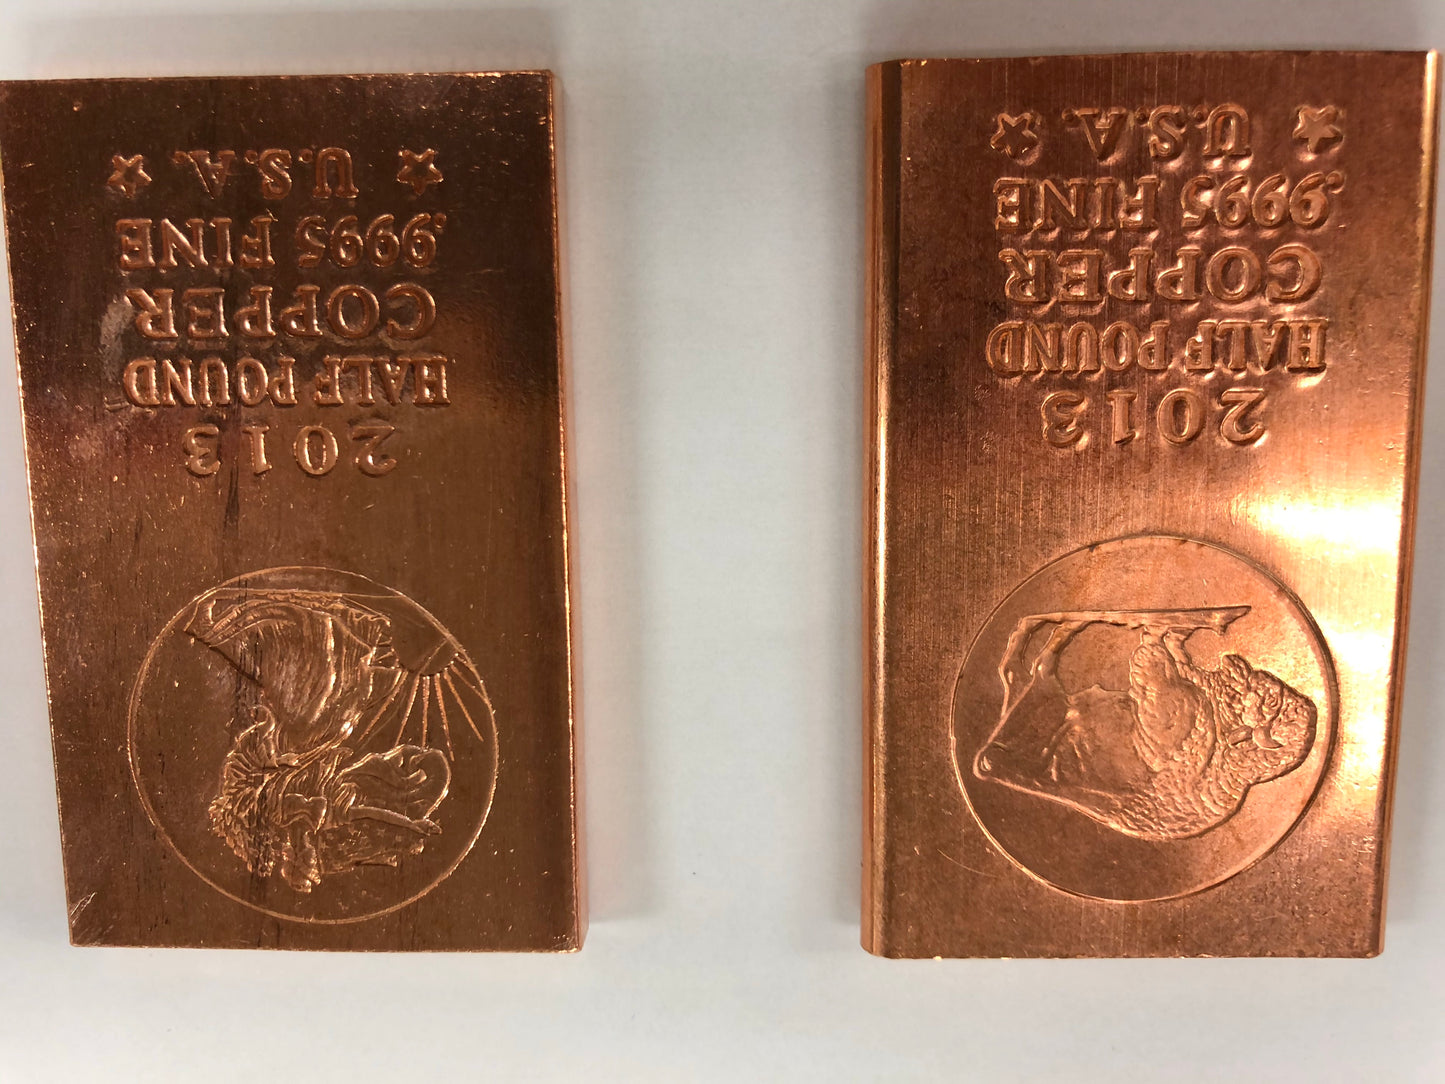 2013
HALF POUND
COPPER
.9995 FINE
★ U.S.A. ★
2013
HALF POUND
COPPER
.9995 FINE
★ U.S.A. ★